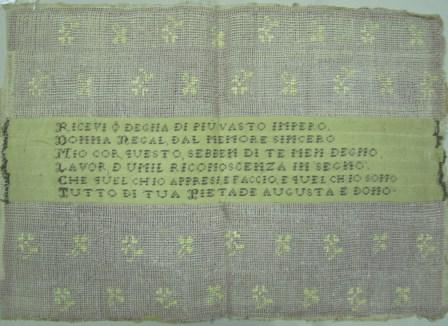 RICEVI O DEGNA DI PIU VASTO IMPERO,
DONNA REGAL, DAL MEMORE SINCERO
MIO COR, QUESTO, SEBBEN DI TE MEN DEGNO
LAVOR, D UMIL RICONOSCENZA IN SEGNO.
CHE QUEL CH IO APPRESI, E FACCIO, E QUEL CH IO SONO
TUTTO DI TUA PIETADE AUGUSTA E DONO.